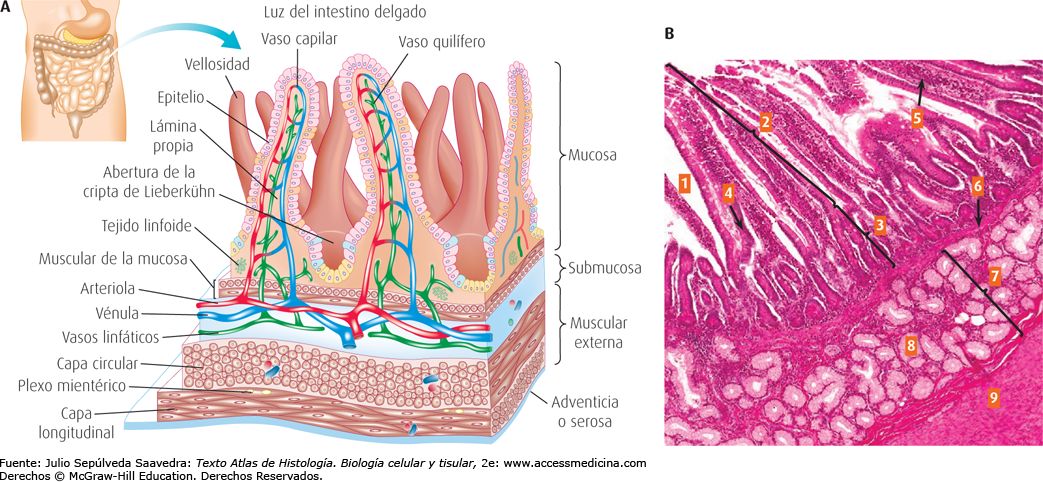 A
Luz del intestino delgado
Vaso capilar
Vaso quilífero
Vellosidad
Epitelio
Lámina
propia
Abertura de la
cripta de Lieberkühn
Tejido linfoide
Muscular de la mucosa
Arteriola
Vénula
Vasos linfáticos
Capa circular
Plexo mientérico
Capa
longitudinal
Mucosa
Submucosa
Muscular
externa
Adventicia
o serosa
B
1
2
3
4
5
6
7
8
9
Fuente: Julio Sepúlveda Saavedra: Texto Atlas de Histología. Biología celular y tisular, 2e: www.accessmedicina.com
Derechos © McGraw-Hill Education. Derechos Reservados.